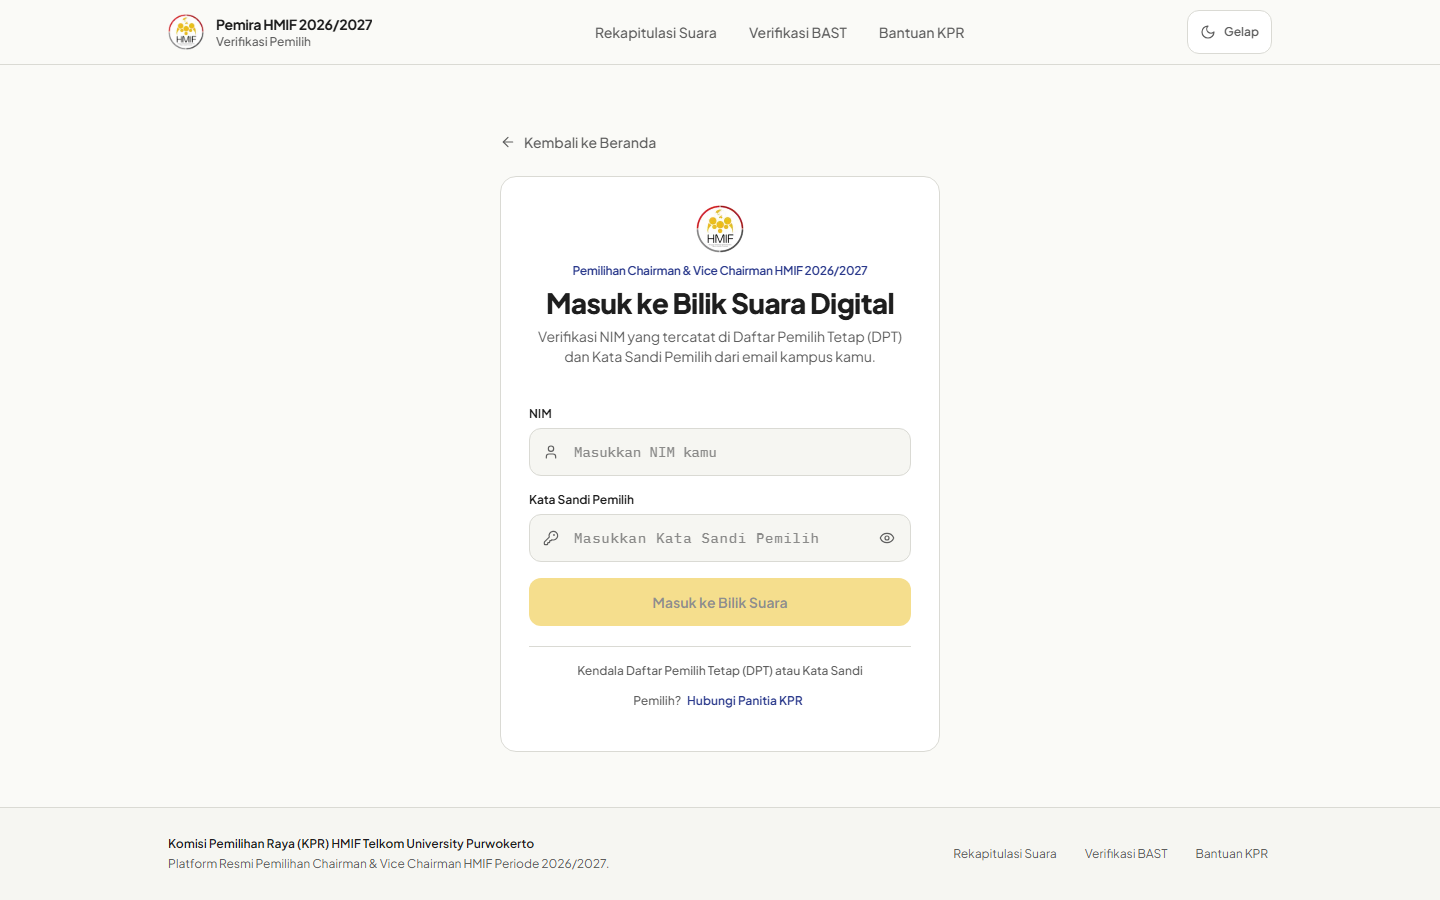 HMIF
Pemira HMIF 2026/2027
Verifikasi Pemilih
Rekapitulasi Suara
Verifikasi BAST
Bantuan KPR
Gelap
Kembali ke Beranda
HMIF
Pemilihan Chairman & Vice Chairman HMIF 2026/2027
Masuk ke Bilik Suara Digital
Verifikasi NIM yang tercatat di Daftar Pemilih Tetap (DPT)
dan Kata Sandi Pemilih dari email kampus kamu.
NIM
Masukkan NIM kamu
Kata Sandi Pemilih
Masukkan Kata Sandi Pemilih
Masuk ke Bilik Suara
Kendala Daftar Pemilih Tetap (DPT) atau Kata Sandi
Pemilih? Hubungi Panitia KPR
Komisi Pemilihan Raya (KPR) HMIF Telkom University Purwokerto
Platform Resmi Pemilihan Chairman & Vice Chairman HMIF Periode 2026/2027.
Rekapitulasi Suara
Verifikasi BAST
Bantuan KPR